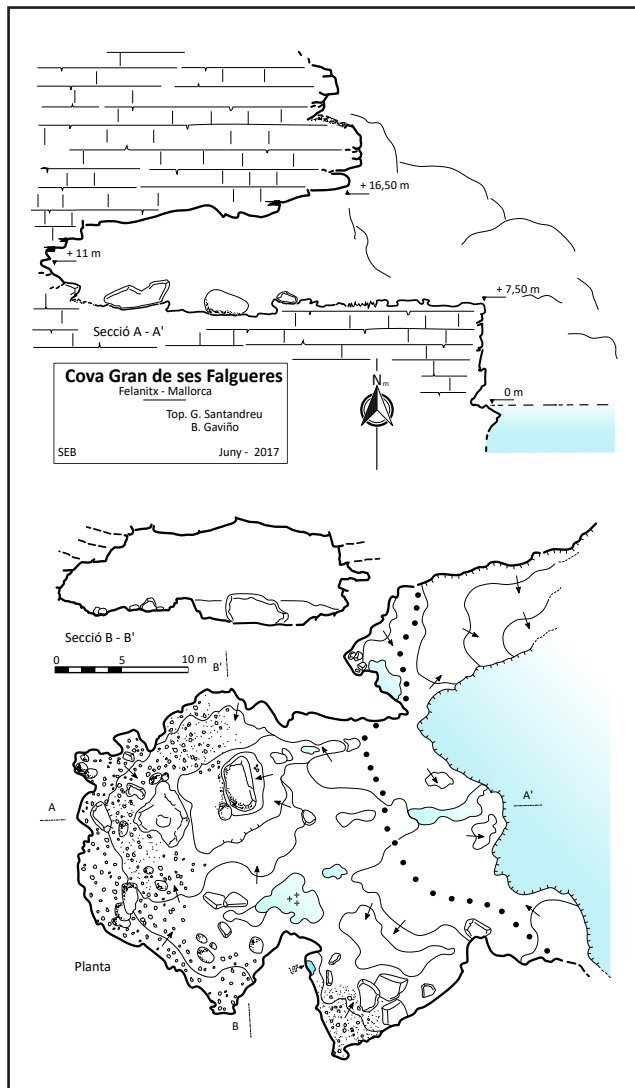 + 16,50 m
+ 11 m
+ 7,50 m
Secció A - A'
0 m
Cova Gran de ses Falgueres
Felanitx - Mallorca
Top. G. Santandreu
B. Gaviño
SEB Juny - 2017
Nm
Secció B - B'
0 5 10 m
B'
A
A'
Planta
B